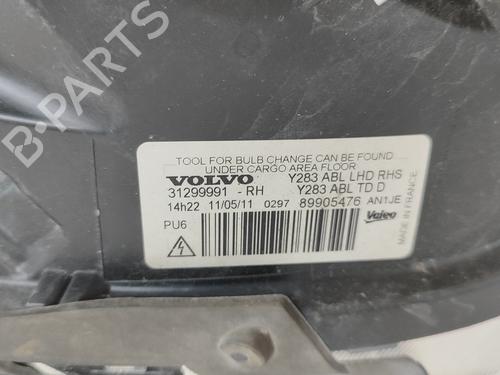 B-PARTS
TOOL FOR BULB CHANGE CAN BE FOUND
UNDER CARGO AREA FLOOR
VOLVO Y283 ABL LHD RHS
31299991 - RH Y283 ABL TD D
14h22 11/05/11 0297 89905476 AN1JE
PU6
Valeo
MADE IN FRANCE